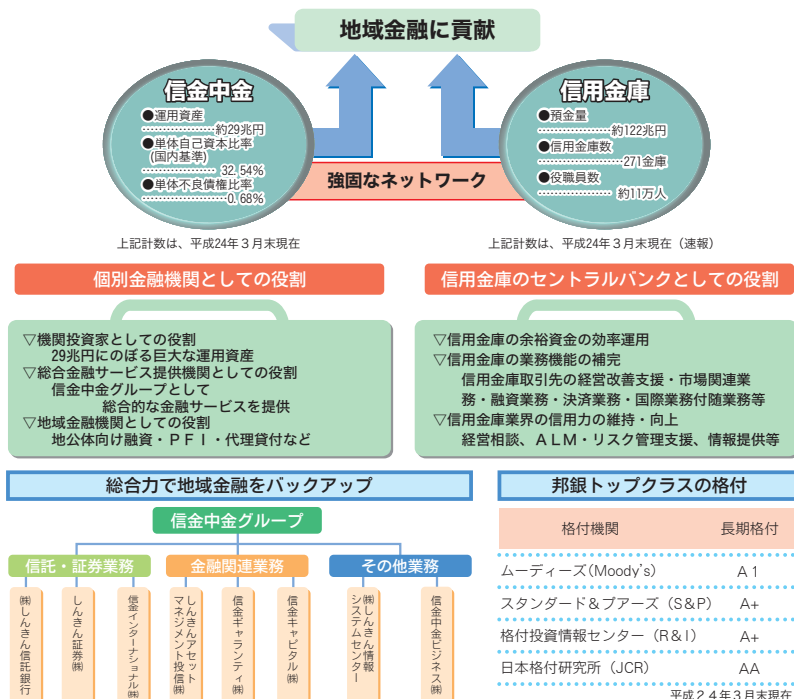 地域金融に貢献
信金中金
●運用資産
……………約29兆円
●単体自己資本比率
(国内基準)
…………… 32.54%
●単体不良債権比率
……………0.68%
信用金庫
●預金量
……………約122兆円
●信用金庫数
……………271金庫
●役職員数
…………… 約11万人
強固なネットワーク
上記計数は、平成24年3月末現在
上記計数は、平成24年3月末現在（速報）
個別金融機関としての役割
▽機関投資家としての役割
29兆円にのぼる巨大な運用資産
▽総合金融サービス提供機関としての役割
信金中金グループとして
総合的な金融サービスを提供
▽地域金融機関としての役割
地公体向け融資・ＰＦＩ・代理貸付など
信用金庫のセントラルバンクとしての役割
▽信用金庫の余裕資金の効率運用
▽信用金庫の業務機能の補完
信用金庫取引先の経営改善支援・市場関連業
務・融資業務・決済業務・国際業務付随業務等
▽信用金庫業界の信用力の維持・向上
経営相談、ＡＬＭ・リスク管理支援、情報提供等
総合力で地域金融をバックアップ
信金中金グループ
信託・証券業務
㈱しんきん信託銀行
しんきん証券㈱
信金インターナショナル㈱
金融関連業務
しんきんアセット
マネジメント投信㈱
信金ギャランティ㈱
信金キャピタル㈱
その他業務
㈱しんきん情報
システムセンター
信金中金ビジネス㈱
邦銀トップクラスの格付
格付機関 長期格付
ムーディーズ(Moody's) A1
スタンダード＆プアーズ（S&P） A+
格付投資情報センター（R＆I） A+
日本格付研究所（JCR） AA
平成２４年３月末現在